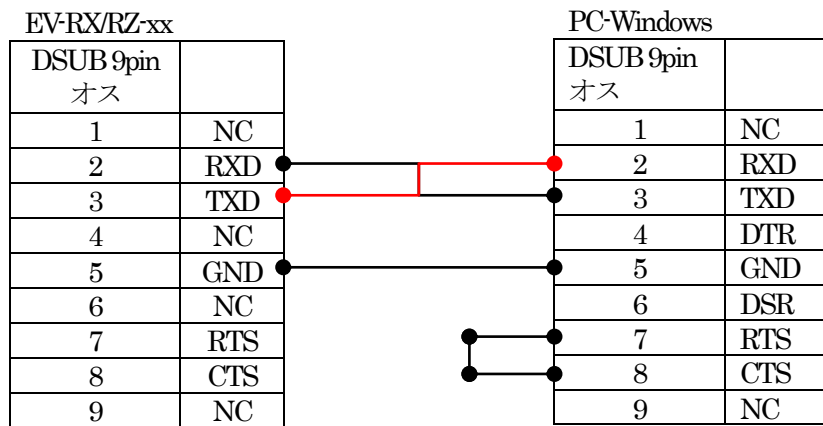 EV-RX/RZ-xx
DSUB 9pin
オス
1 NC
2 RXD
3 TXD
4 NC
5 GND
6 NC
7 RTS
8 CTS
9 NC
PC-Windows
DSUB 9pin
オス
1 NC
2 RXD
3 TXD
4 DTR
5 GND
6 DSR
7 RTS
8 CTS
9 NC